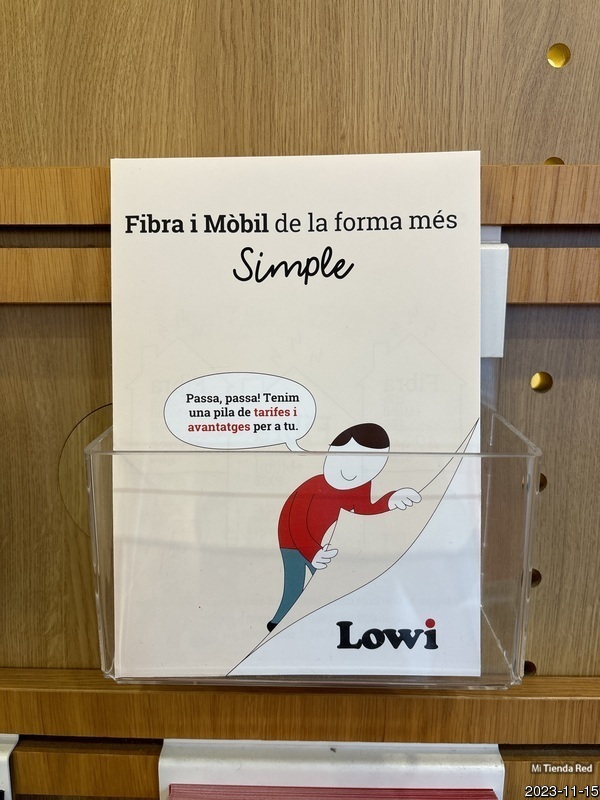 Fibra i Mòbil de la forma més
Simple
Passa, passa! Tenim
una pila de tarifes i
avantatges per a tu.
Lowi
Mi Tienda Red
2023-11-15